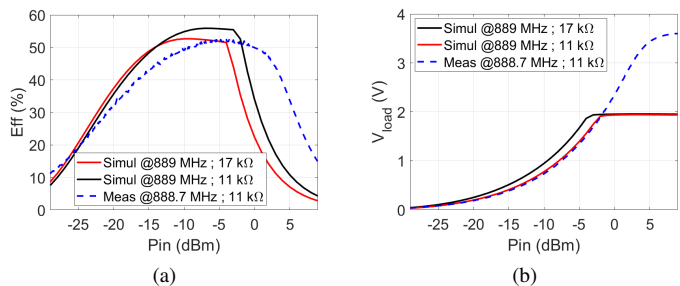 60
50
40
30
20
10
0
Eff (%)
Simul @889 MHz ; 17 kΩ
Simul @889 MHz ; 11 kΩ
Meas @888.7 MHz ; 11 kΩ
-25 -20 -15 -10 -5 0 5
Pin (dBm)
(a)
4
3
2
1
0
V_load (V)
Simul @889 MHz ; 17 kΩ
Simul @889 MHz ; 11 kΩ
Meas @888.7 MHz ; 11 kΩ
-25 -20 -15 -10 -5 0 5
Pin (dBm)
(b)